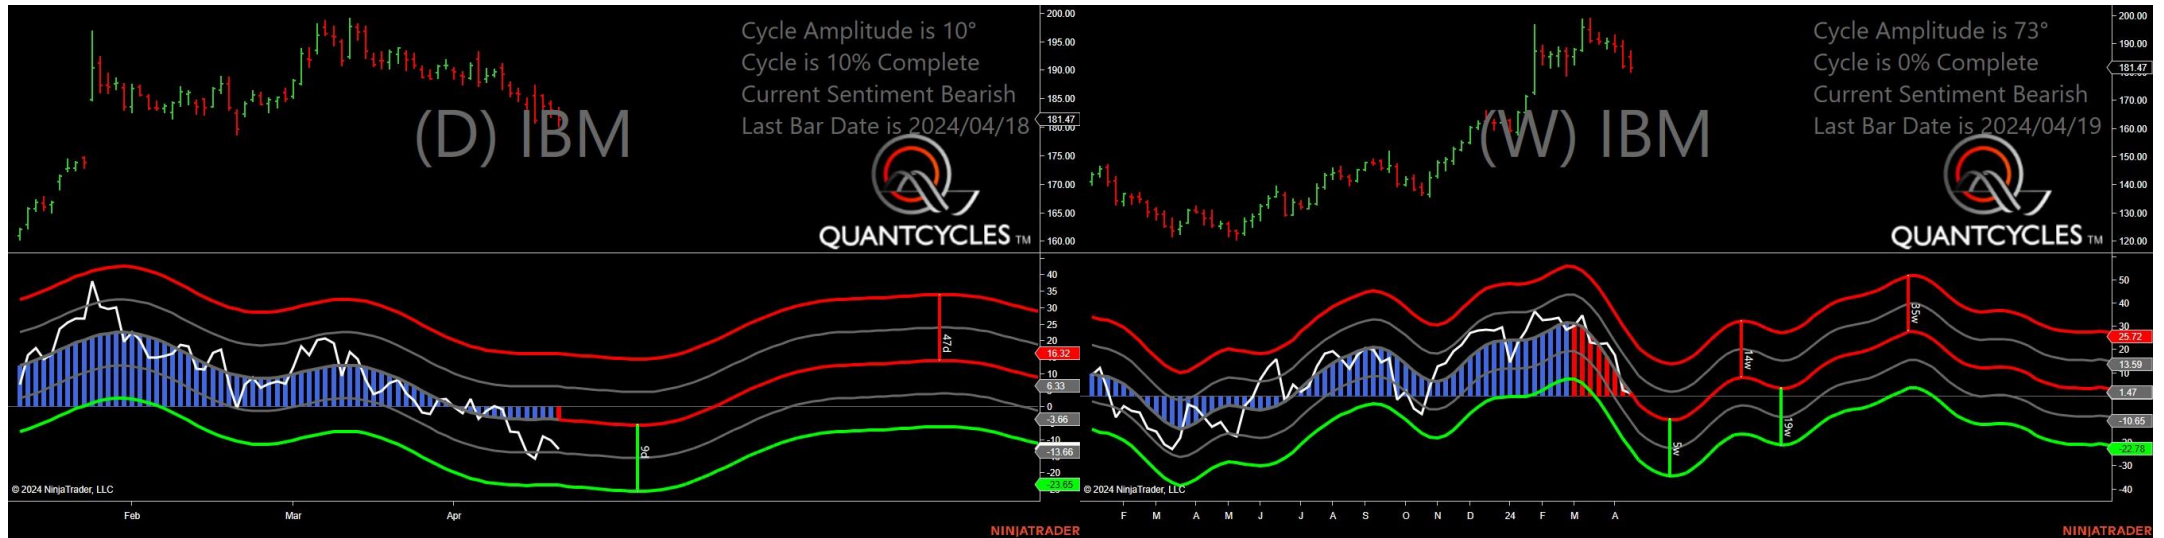 Cycle Amplitude is 10°
Cycle is 10% Complete
Current Sentiment Bearish
Last Bar Date is 2024/04/18
(D) IBM
QUANTCYCLES TM
200.00
195.00
190.00
185.00
181.47
180.00
175.00
170.00
165.00
160.00
40
35
30
25
20
16.32
10
6.33
0
-3.66
-10
-13.66
-20
-23.65
47d
9d
© 2024 NinjaTrader, LLC
Feb
Mar
Apr
NINJATRADER
Cycle Amplitude is 73°
Cycle is 0% Complete
Current Sentiment Bearish
Last Bar Date is 2024/04/19
(W) IBM
QUANTCYCLES TM
200.00
190.00
181.47
170.00
160.00
150.00
140.00
130.00
120.00
50
40
30
25.72
20
13.59
10
1.47
-10.65
-22.78
-30
-40
14w
35w
5w
19w
© 2024 NinjaTrader, LLC
F
M
A
M
J
J
A
S
O
N
D
24
F
M
A
NINJATRADER